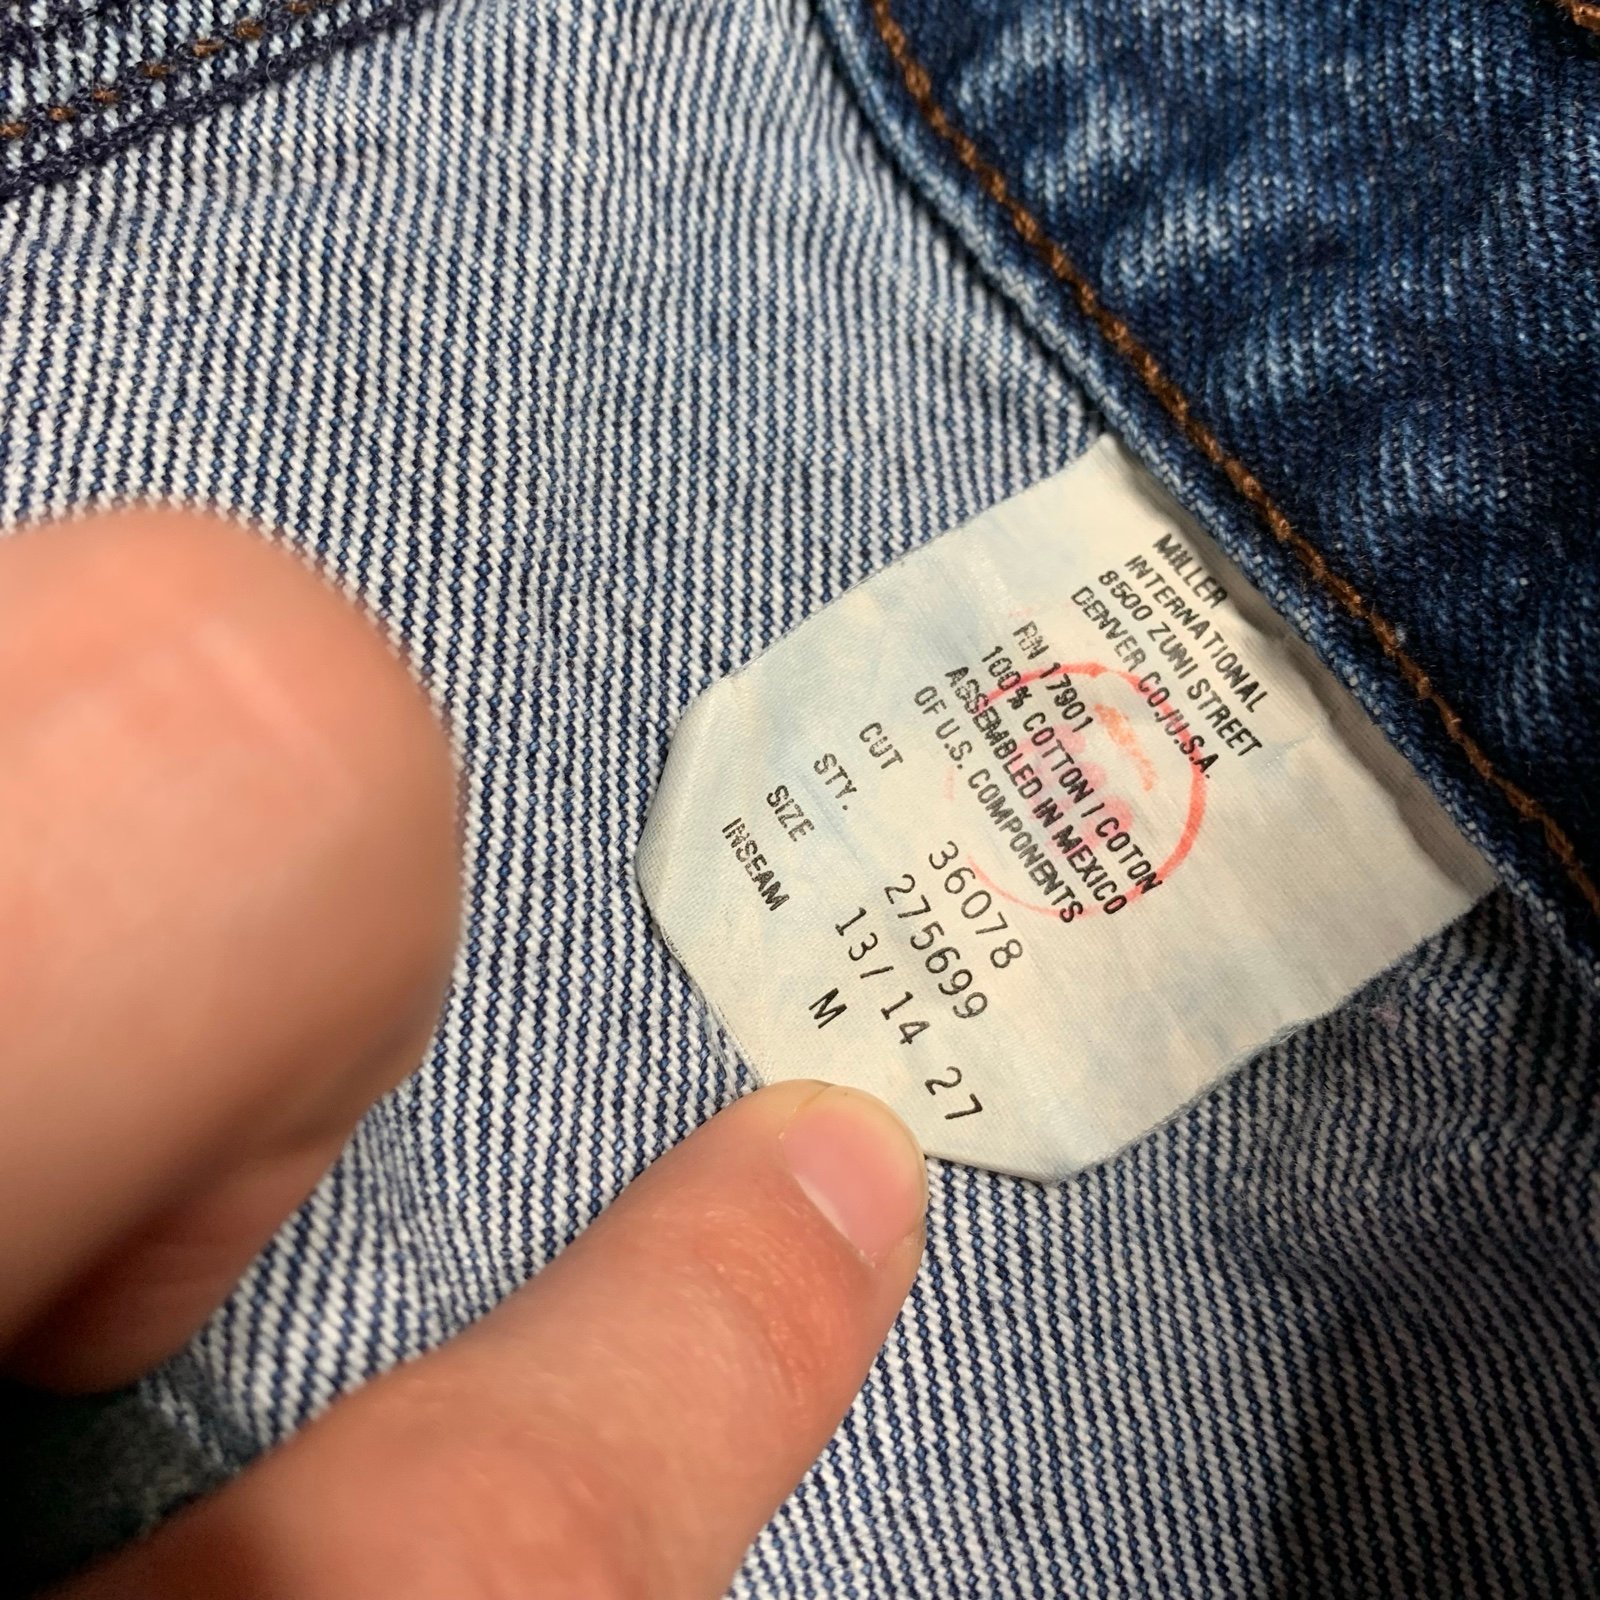 MILLER
INTERNATIONAL
8500 ZUNI STREET
DENVER CO./U.S.A.
RN 17901
100% COTTON / COTON
ASSEMBLED IN MEXICO
OF U.S. COMPONENTS
CUT 36078
STY. 275699
SIZE 13/14 27
INSEAM M